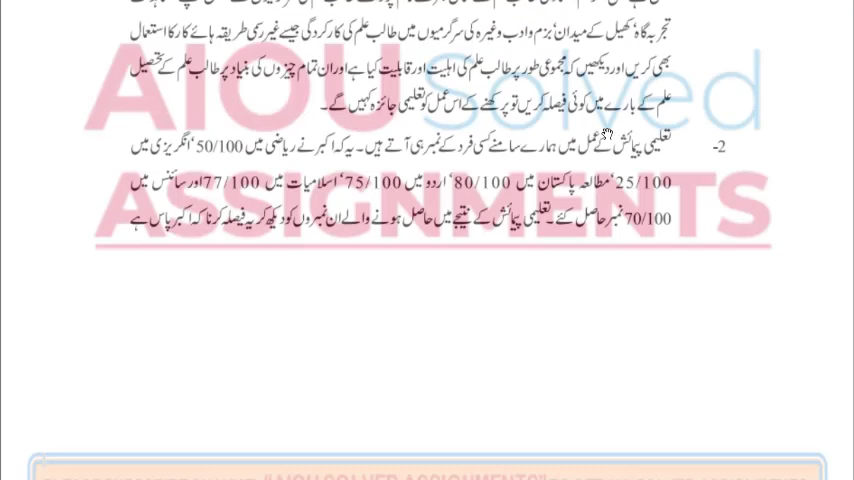 تجربہ گاہ' کھیل کے میدان' بزم و ادب وغیرہ کی سرگرمیوں میں طالب علم کی کارکردگی جیسے غیر رسمی طریقہ ہائے کار کا استعمال
بھی کریں اور دیکھیں کہ مجموعی طور پر طالب علم کی اہلیت اور قابلیت کیا ہے اور ان تمام چیزوں کی بنیاد پر طالب علم کے تحصیل
علم کے بارے میں کوئی فیصلہ کریں تو پرکھنے کے اس عمل کو تعلیمی جائزہ کہیں گے۔
2- تعلیمی پیمائش کے عمل میں ہمارے سامنے کسی فرد کے نمبر ہی آتے ہیں۔ یہ کہ اکبر نے ریاضی میں 50/100' انگریزی میں
25/100' مطالعہ پاکستان میں 80/100' اردو میں 75/100' اسلامیات میں 77/100 اور سائنس میں
70/100 نمبر حاصل کئے۔ تعلیمی پیمائش کے نتیجے میں حاصل ہونے والے ان نمبروں کو دیکھ کر یہ فیصلہ کرنا کہ اکبر پاس ہے
AIOU Solved
ASSIGNMENTS
"AIOU SOLVED ASSIGNMENTS"